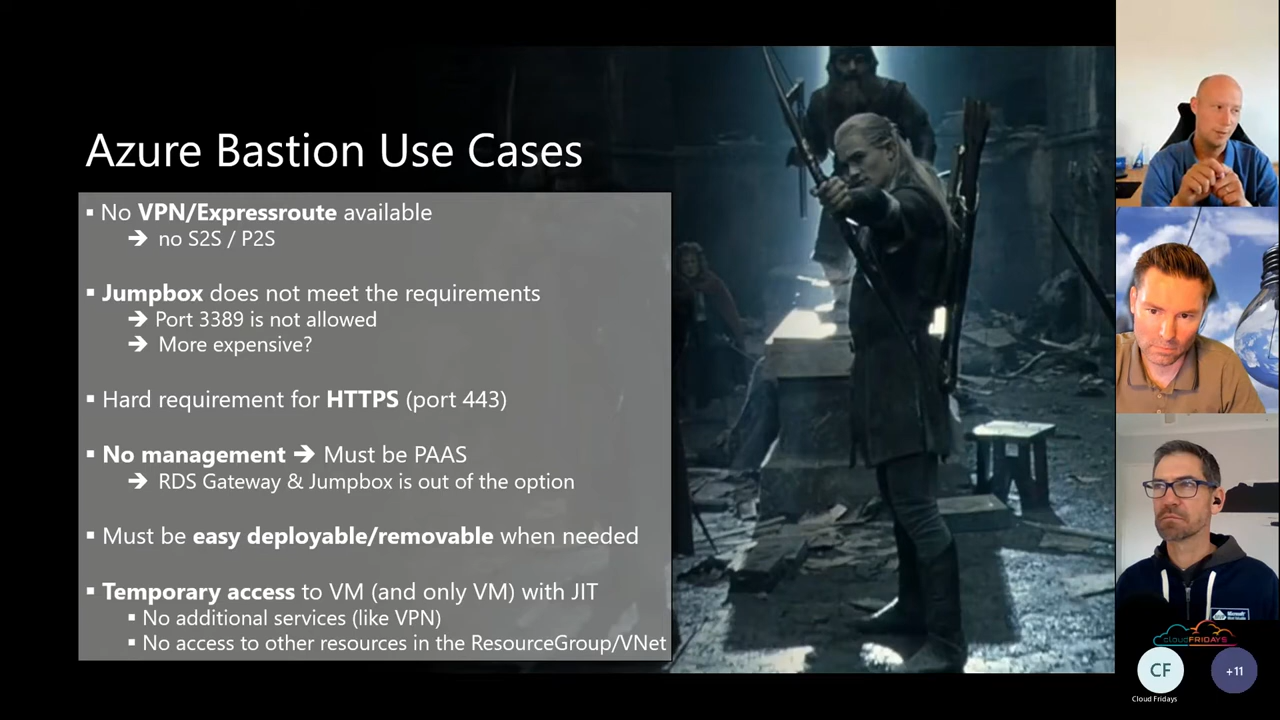 Azure Bastion Use Cases
▪ No VPN/Expressroute available
➔ no S2S / P2S
▪ Jumpbox does not meet the requirements
➔ Port 3389 is not allowed
➔ More expensive?
▪ Hard requirement for HTTPS (port 443)
▪ No management ➔ Must be PAAS
➔ RDS Gateway & Jumpbox is out of the option
▪ Must be easy deployable/removable when needed
▪ Temporary access to VM (and only VM) with JIT
▪ No additional services (like VPN)
▪ No access to other resources in the ResourceGroup/VNet
cloudFRIDAYS
CF
+11
Cloud Fridays